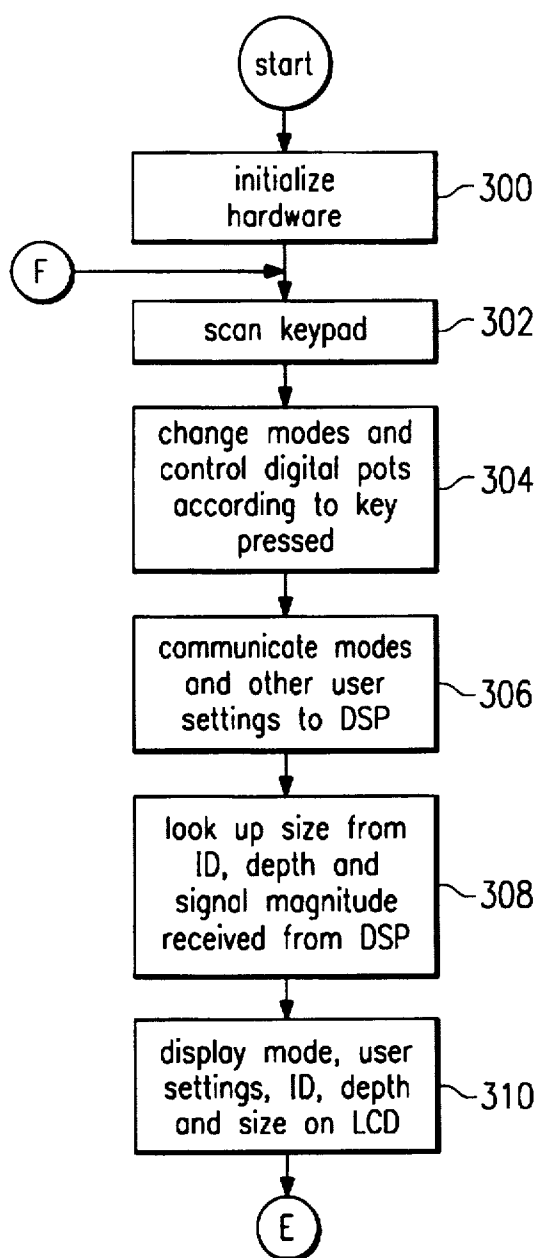 start
initialize
hardware
300
F
scan keypad
302
change modes and
control digital pots
according to key
pressed
304
communicate modes
and other user
settings to DSP
306
look up size from
ID, depth and
signal magnitude
received from DSP
308
display mode, user
settings, ID, depth
and size on LCD
310
E